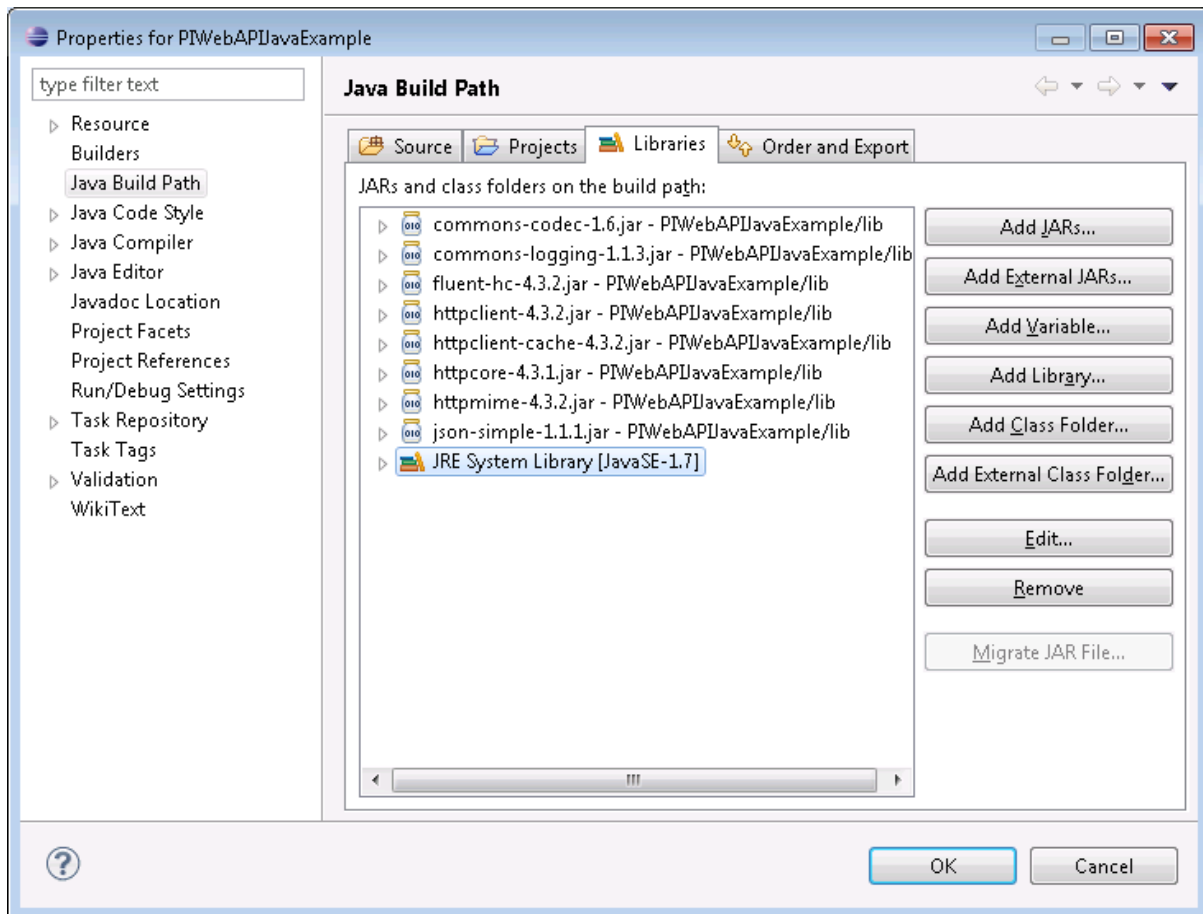 Properties for PIWebAPIJavaExample
type filter text
Resource
Builders
Java Build Path
Java Code Style
Java Compiler
Java Editor
Javadoc Location
Project Facets
Project References
Run/Debug Settings
Task Repository
Task Tags
Validation
WikiText
Java Build Path
Source
Projects
Libraries
Order and Export
JARs and class folders on the build path:
commons-codec-1.6.jar - PIWebAPIJavaExample/lib
commons-logging-1.1.3.jar - PIWebAPIJavaExample/lib
fluent-hc-4.3.2.jar - PIWebAPIJavaExample/lib
httpclient-4.3.2.jar - PIWebAPIJavaExample/lib
httpclient-cache-4.3.2.jar - PIWebAPIJavaExample/lib
httpcore-4.3.1.jar - PIWebAPIJavaExample/lib
httpmime-4.3.2.jar - PIWebAPIJavaExample/lib
json-simple-1.1.1.jar - PIWebAPIJavaExample/lib
JRE System Library [JavaSE-1.7]
Add JARs...
Add External JARs...
Add Variable...
Add Library...
Add Class Folder...
Add External Class Folder...
Edit...
Remove
Migrate JAR File...
OK
Cancel